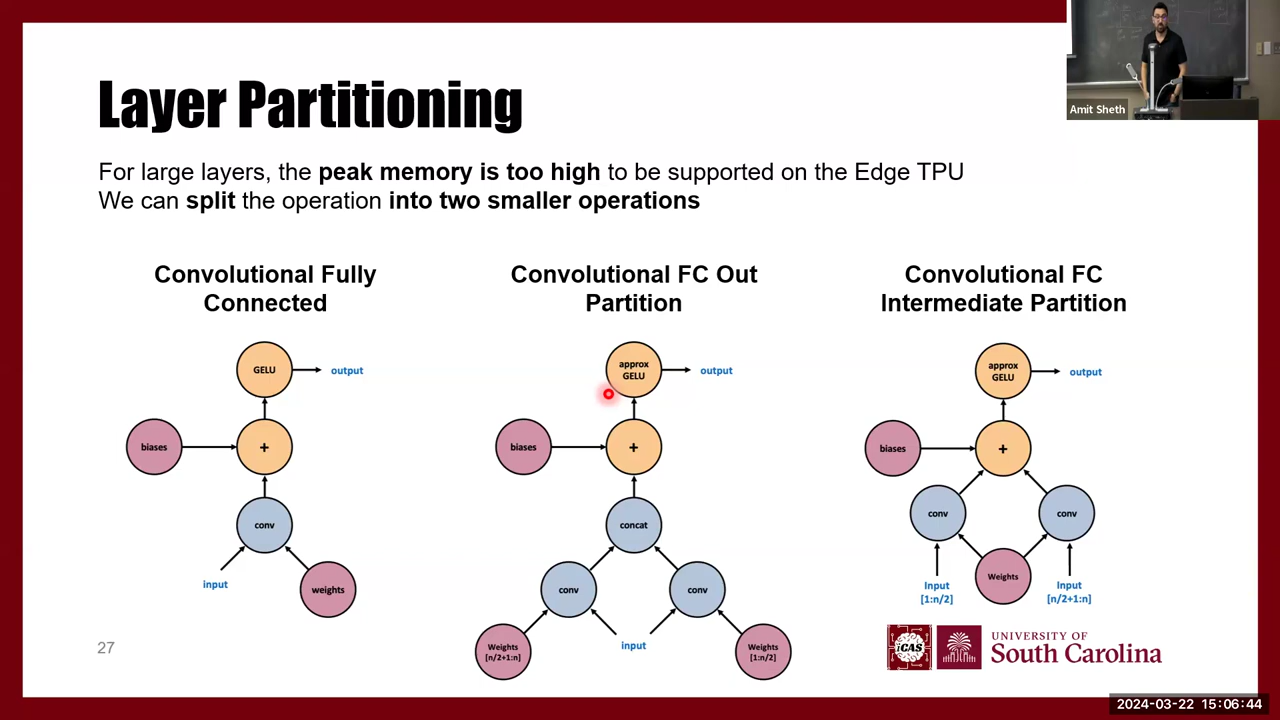 Layer Partitioning
Amit Sheth
For large layers, the peak memory is too high to be supported on the Edge TPU
We can split the operation into two smaller operations
Convolutional Fully
Connected
GELU
output
biases
+
conv
input
weights
Convolutional FC Out
Partition
approx
GELU
output
biases
+
concat
conv
conv
Weights
[n/2+1:n]
input
Weights
[1:n/2]
Convolutional FC
Intermediate Partition
approx
GELU
output
biases
+
conv
conv
Input
[1:n/2]
Weights
Input
[n/2+1:n]
27
iCAS
UNIVERSITY OF
South Carolina
2024-03-22 15:06:44